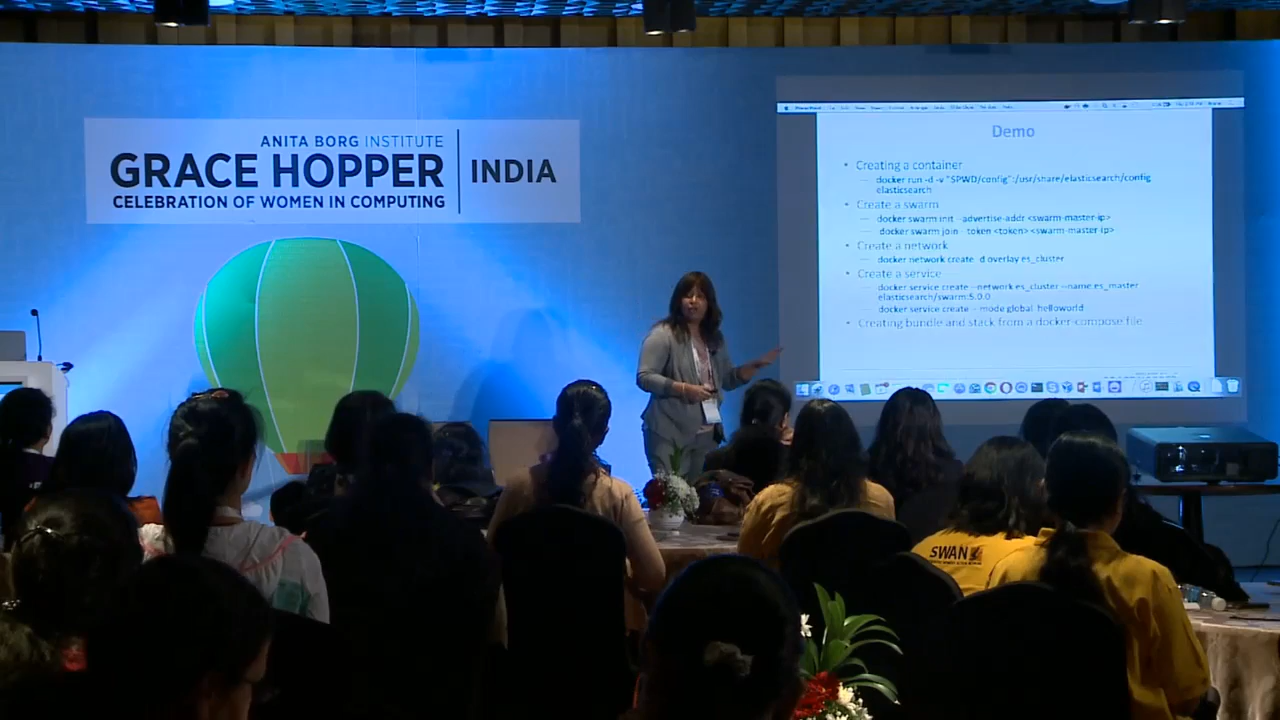 ANITA BORG INSTITUTE
GRACE HOPPER
INDIA
CELEBRATION OF WOMEN IN COMPUTING
Demo
• Creating a container
— docker run -d -v "$PWD/config":/usr/share/elasticsearch/config
elasticsearch
• Create a swarm
— docker swarm init --advertise-addr <swarm-master-ip>
— docker swarm join --token <token> <swarm-master-ip>
• Create a network
— docker network create -d overlay es_cluster
• Create a service
— docker service create --network es_cluster --name es_master
elasticsearch/swarm:5.0.0
— docker service create --mode global helloworld
• Creating bundle and stack from a docker-compose file
SWAN